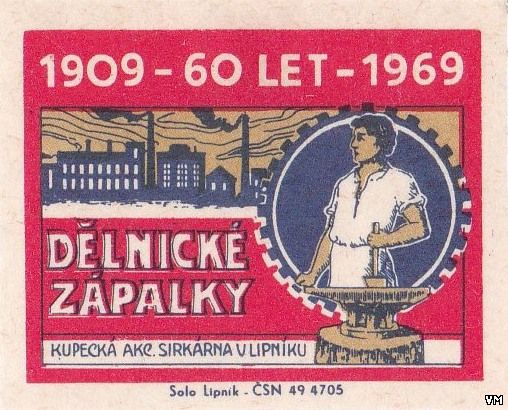 1909 - 60 LET - 1969
DĚLNICKÉ
ZÁPALKY
KUPECKÁ AKC. SIRKÁRNA V LIPNÍKU
Solo Lipník - ČSN 49 4705
VM